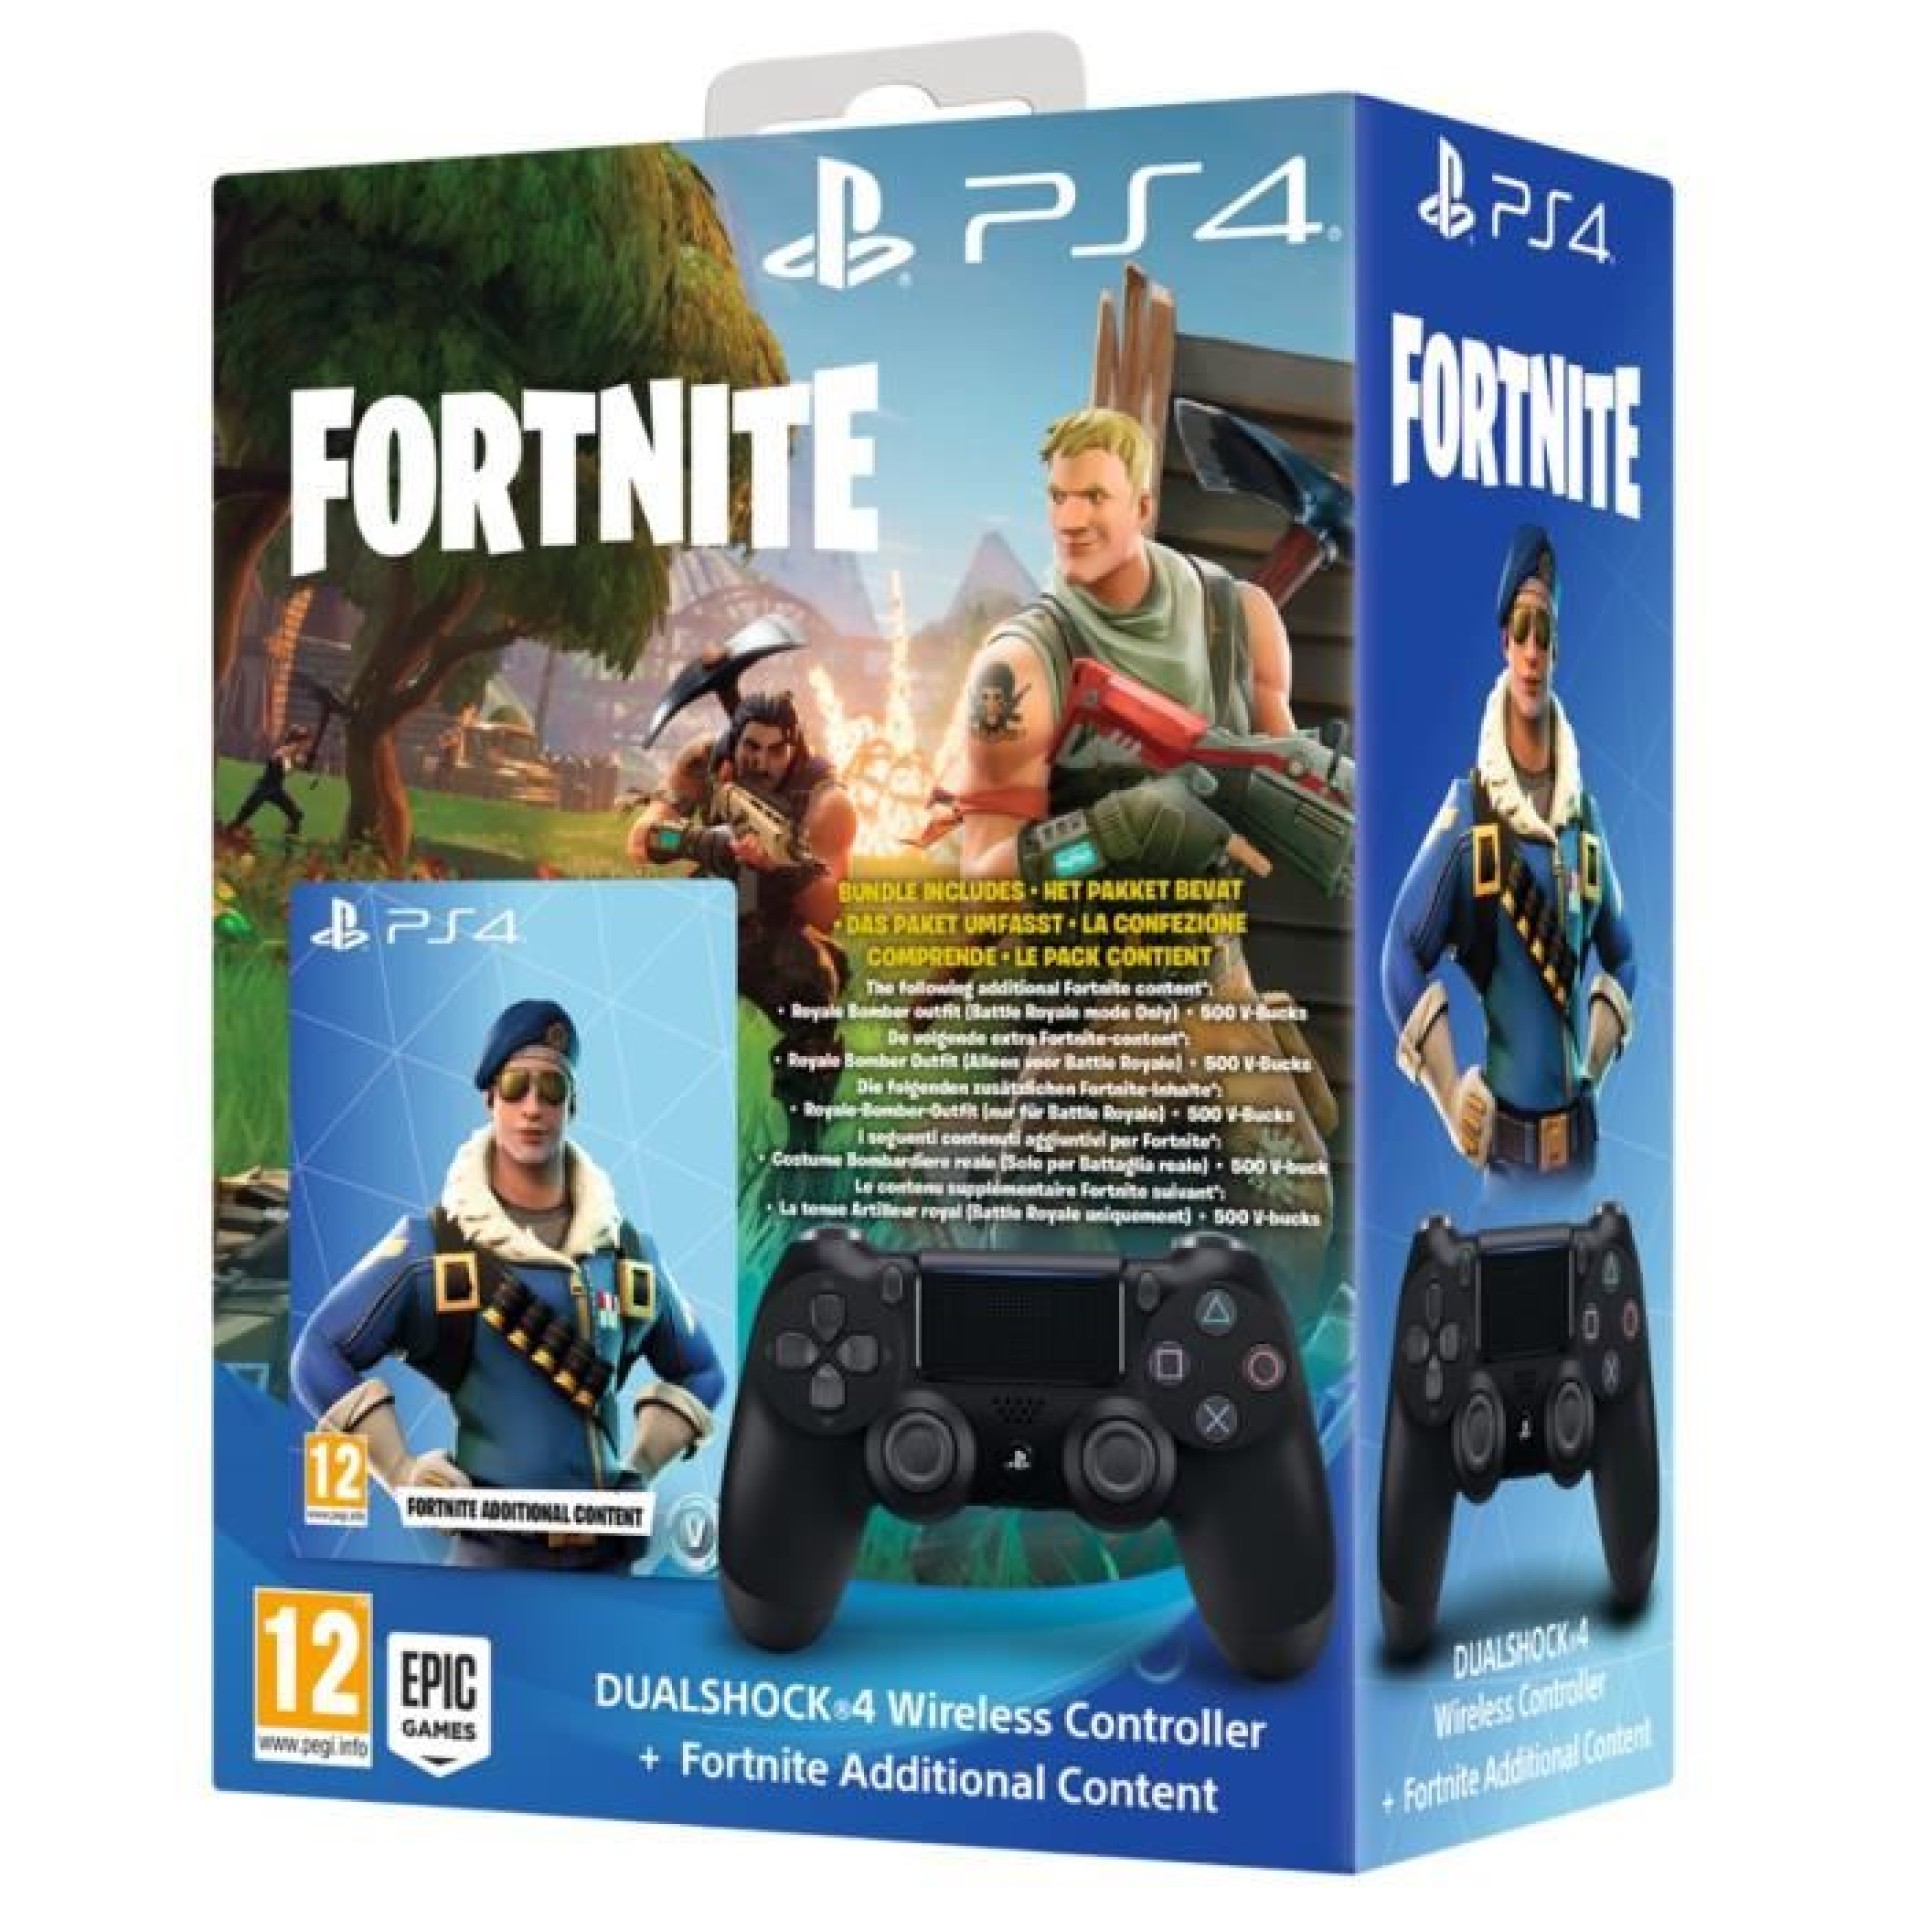 PS4
FORTNITE
BUNDLE INCLUDES • HET PAKKET BEVAT
• DAS PAKET UMFASST • LA CONFEZIONE
COMPRENDE • LE PACK CONTIENT
The following additional Fortnite content*:
• Royale Bomber outfit (Battle Royale mode Only) • 500 V-Bucks
De volgende extra Fortnite-content*:
• Royale Bomber Outfit (Alleen voor Battle Royale) • 500 V-Bucks
Die folgenden zusätzlichen Fortnite-Inhalte*:
• Royale-Bomber-Outfit (nur für Battle Royale) • 500 V-Bucks
I seguenti contenuti aggiuntivi per Fortnite*:
• Costume Bombardiere reale (Solo per Battaglia reale) • 500 V-buck
Le contenu supplémentaire Fortnite suivant*:
• La tenue Artilleur royal (Battle Royale uniquement) • 500 V-bucks
PS4
12
www.pegi.info
FORTNITE ADDITIONAL CONTENT
V
12
www.pegi.info
EPIC
GAMES
DUALSHOCK®4 Wireless Controller
+ Fortnite Additional Content
PS4
FORTNITE
DUALSHOCK®4
Wireless Controller
+ Fortnite Additional Content